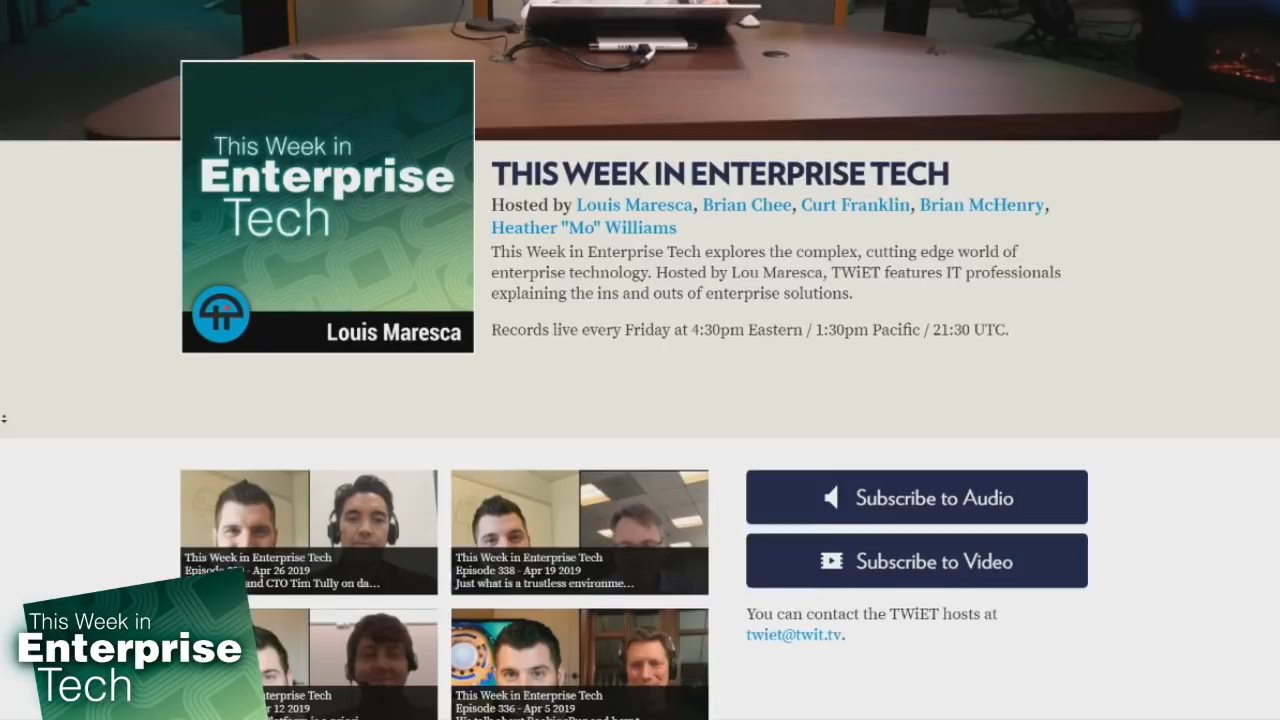 This Week in
Enterprise
Tech
Louis Maresca
THIS WEEK IN ENTERPRISE TECH
Hosted by Louis Maresca, Brian Chee, Curt Franklin, Brian McHenry,
Heather "Mo" Williams
This Week in Enterprise Tech explores the complex, cutting edge world of
enterprise technology. Hosted by Lou Maresca, TWiET features IT professionals
explaining the ins and outs of enterprise solutions.
Records live every Friday at 4:30pm Eastern / 1:30pm Pacific / 21:30 UTC.
This Week in Enterprise Tech
Apr 26 2019
and CTO Tim Tully on da...
This Week in Enterprise Tech
Episode 338 - Apr 19 2019
Just what is a trustless environme...
Subscribe to Audio
Subscribe to Video
You can contact the TWiET hosts at
twiet@twit.tv.
Tech
12 2019
This Week in Enterprise Tech
Episode 336 - Apr 5 2019
This Week in
Enterprise
Tech